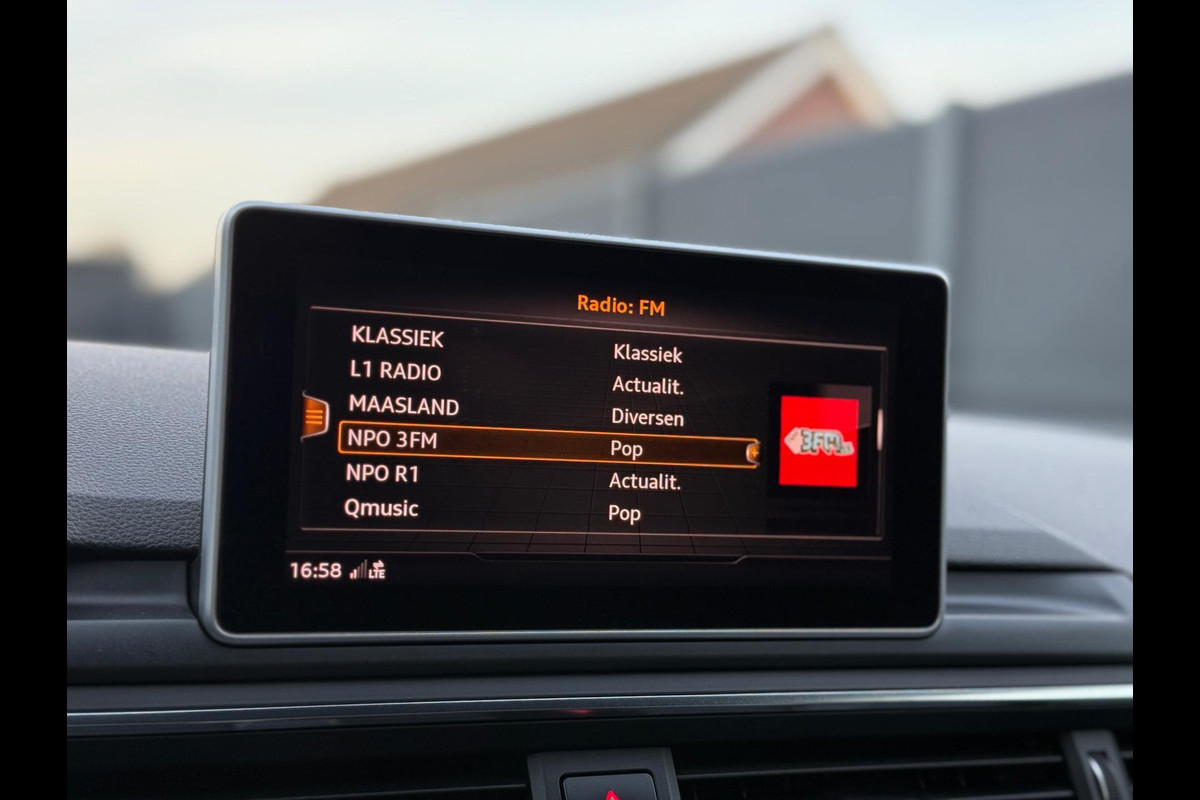 Radio: FM
KLASSIEK Klassiek
L1 RADIO Actualit.
MAASLAND Diversen
NPO 3FM Pop
3FM
NPO R1 Actualit.
Qmusic Pop
16:58 LTE